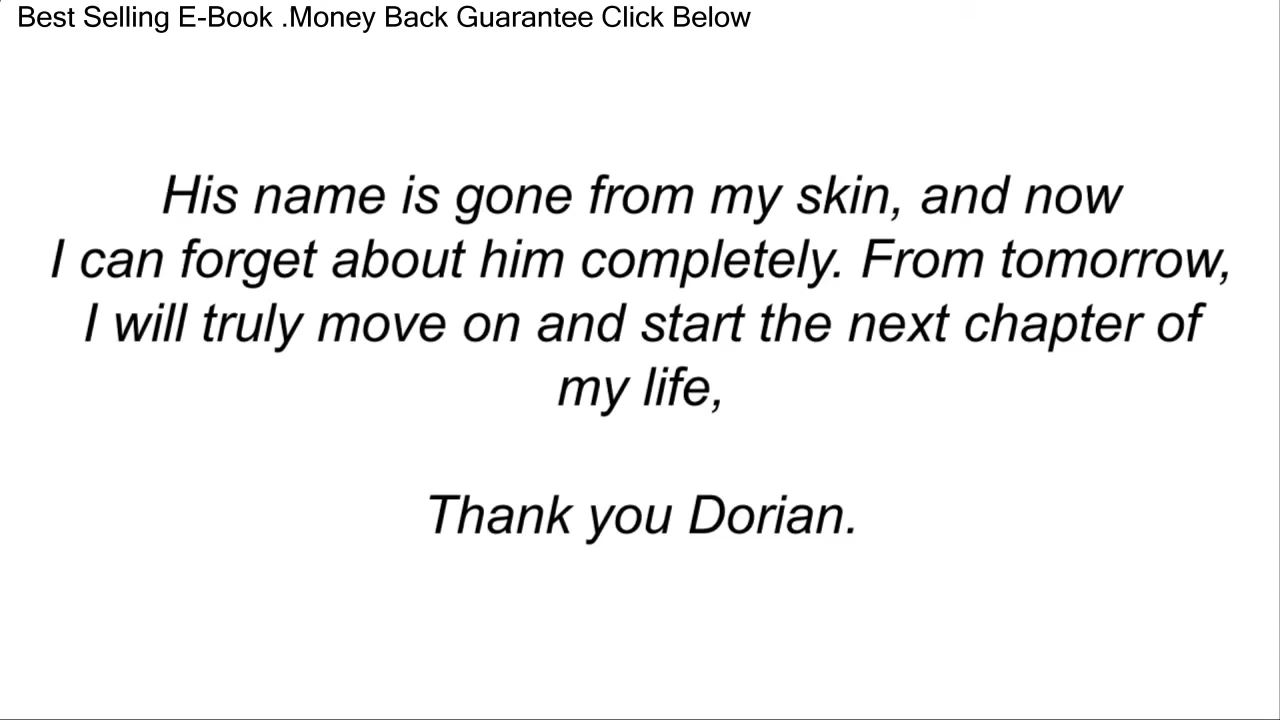 Best Selling E-Book .Money Back Guarantee Click Below
His name is gone from my skin, and now
I can forget about him completely. From tomorrow,
I will truly move on and start the next chapter of
my life,
Thank you Dorian.